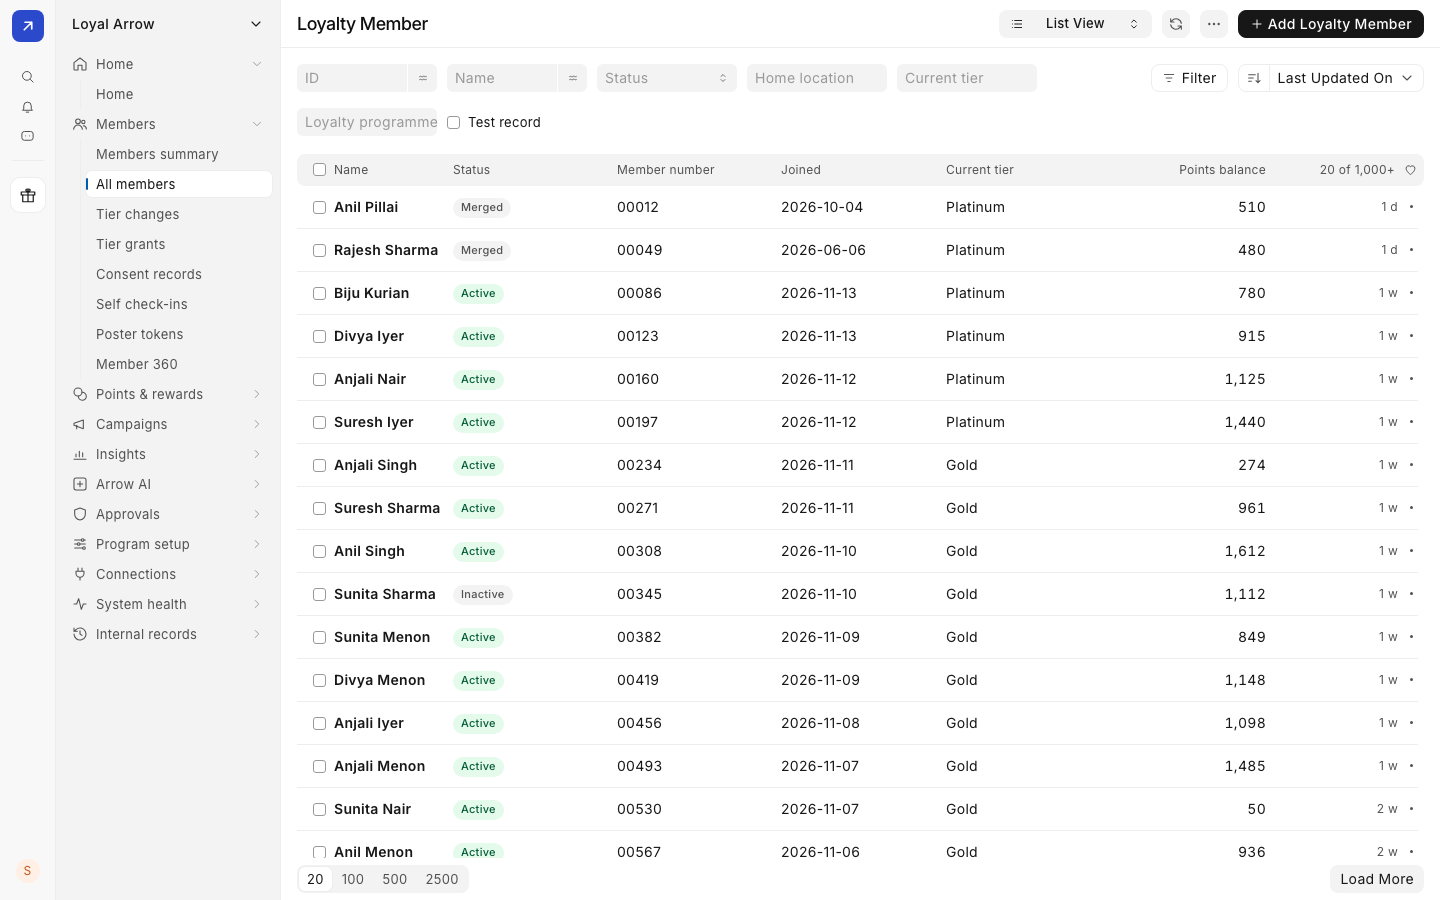 Loyal Arrow
Home
Home
Members
Members summary
All members
Tier changes
Tier grants
Consent records
Self check-ins
Poster tokens
Member 360
Points & rewards
Campaigns
Insights
Arrow AI
Approvals
Program setup
Connections
System health
Internal records
S
Loyalty Member
List View
+ Add Loyalty Member
ID =
Name =
Status
Home location
Current tier
Filter
Last Updated On
Loyalty programme
Test record
Name Status Member number Joined Current tier Points balance 20 of 1,000+
Anil Pillai Merged 00012 2026-10-04 Platinum 510 1 d
Rajesh Sharma Merged 00049 2026-06-06 Platinum 480 1 d
Biju Kurian Active 00086 2026-11-13 Platinum 780 1 w
Divya Iyer Active 00123 2026-11-13 Platinum 915 1 w
Anjali Nair Active 00160 2026-11-12 Platinum 1,125 1 w
Suresh Iyer Active 00197 2026-11-12 Platinum 1,440 1 w
Anjali Singh Active 00234 2026-11-11 Gold 274 1 w
Suresh Sharma Active 00271 2026-11-11 Gold 961 1 w
Anil Singh Active 00308 2026-11-10 Gold 1,612 1 w
Sunita Sharma Inactive 00345 2026-11-10 Gold 1,112 1 w
Sunita Menon Active 00382 2026-11-09 Gold 849 1 w
Divya Menon Active 00419 2026-11-09 Gold 1,148 1 w
Anjali Iyer Active 00456 2026-11-08 Gold 1,098 1 w
Anjali Menon Active 00493 2026-11-07 Gold 1,485 1 w
Sunita Nair Active 00530 2026-11-07 Gold 50 2 w
Anil Menon Active 00567 2026-11-06 Gold 936 2 w
20 100 500 2500
Load More